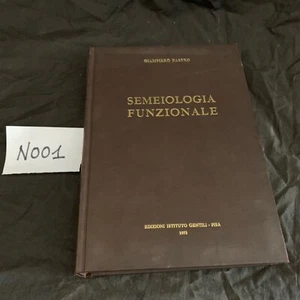 SEMEIOLOGIA
FUNZIONALE
N001
EDIZIONI ISTITUTO GENTILI - PISA